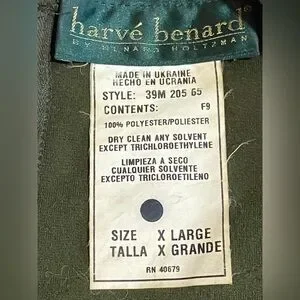 harvé benard®
BY BENARD HOLTZMAN
MADE IN UKRAINE
HECHO EN UCRANIA
STYLE: 39M 205 65
CONTENTS: F9
100% POLYESTER/POLIESTER
DRY CLEAN ANY SOLVENT
EXCEPT TRICHLOROETHYLENE
LIMPIEZA A SECO
CUALQUIER SOLVENTE
EXCEPTO TRICLOROETILENO
SIZE X LARGE
TALLA X GRANDE
RN 40679